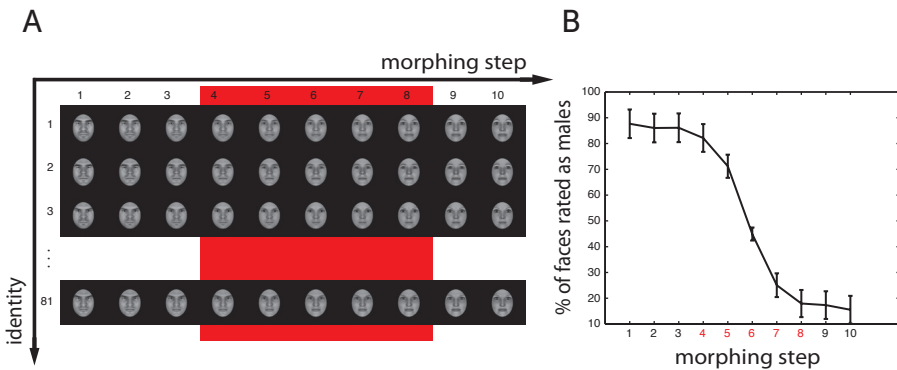 A
morphing step
1 2 3 4 5 6 7 8 9 10
1
2
3
....
81
identity
B
100
90
80
70
60
50
40
30
20
10
% of faces rated as males
1 2 3 4 5 6 7 8 9 10
morphing step